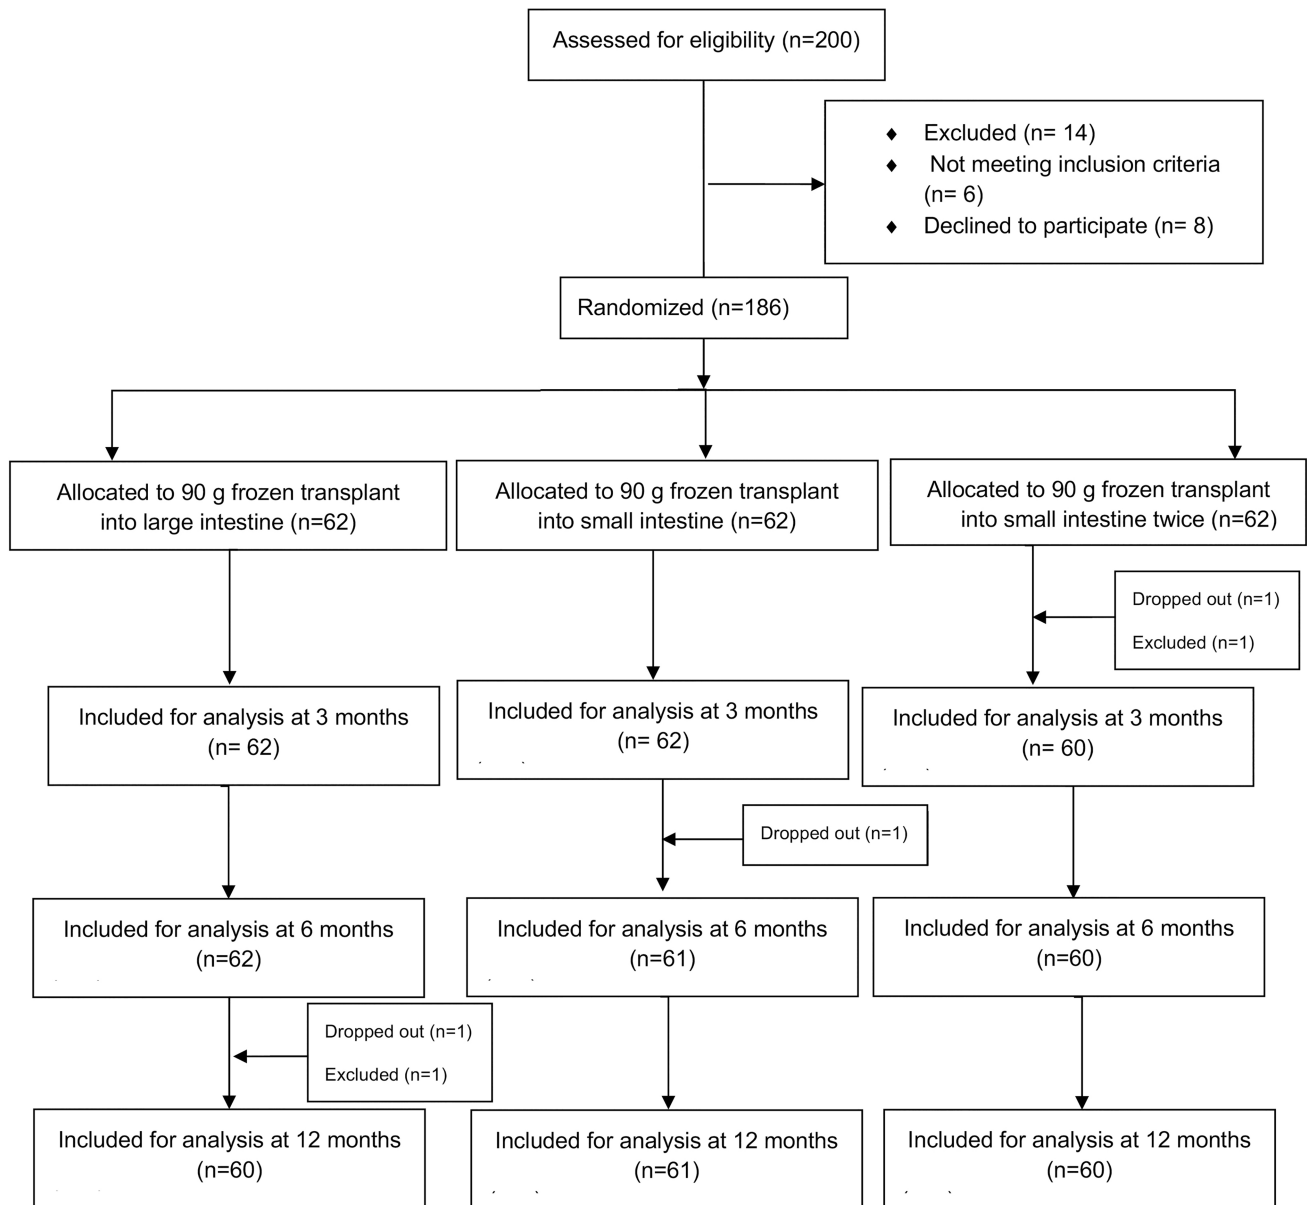 Assessed for eligibility (n=200)
♦ Excluded (n= 14)
♦ Not meeting inclusion criteria
(n= 6)
♦ Declined to participate (n= 8)
Randomized (n=186)
Allocated to 90 g frozen transplant
into large intestine (n=62)
Allocated to 90 g frozen transplant
into small intestine (n=62)
Allocated to 90 g frozen transplant
into small intestine twice (n=62)
Dropped out (n=1)
Excluded (n=1)
Included for analysis at 3 months
(n= 62)
Included for analysis at 3 months
(n= 62)
Included for analysis at 3 months
(n= 60)
Dropped out (n=1)
Included for analysis at 6 months
(n=62)
Included for analysis at 6 months
(n=61)
Included for analysis at 6 months
(n=60)
Dropped out (n=1)
Excluded (n=1)
Included for analysis at 12 months
(n=60)
Included for analysis at 12 months
(n=61)
Included for analysis at 12 months
(n=60)